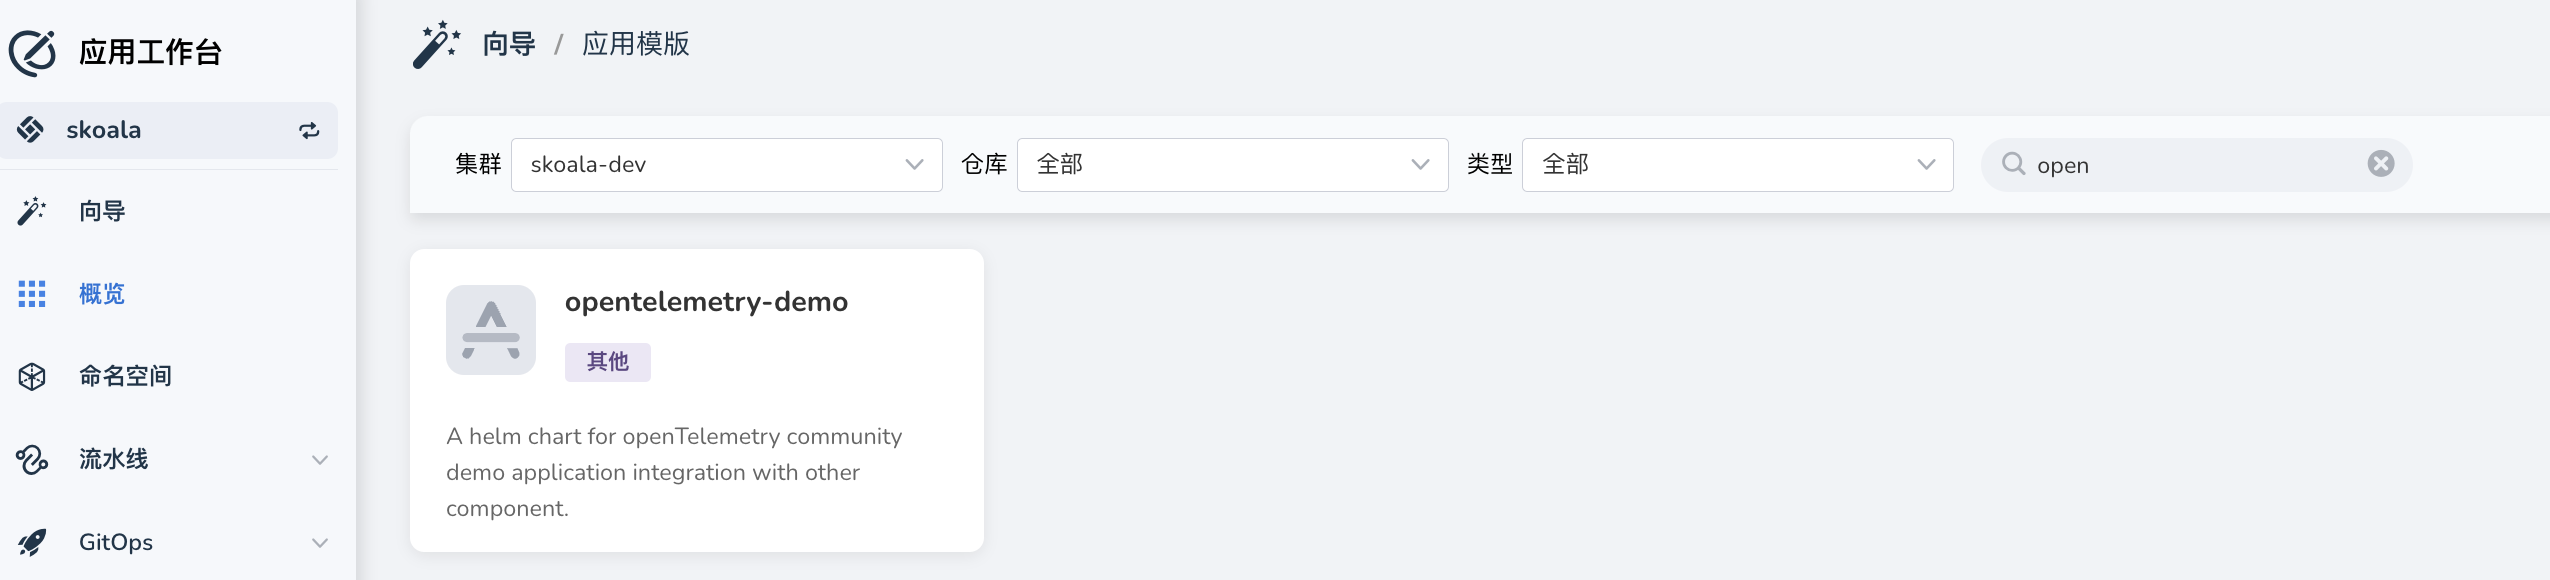 应用工作台
skoala
向导
概览
命名空间
流水线
GitOps
向导 / 应用模版
集群 skoala-dev 仓库 全部 类型 全部 open
opentelemetry-demo
其他
A helm chart for openTelemetry community
demo application integration with other
component.